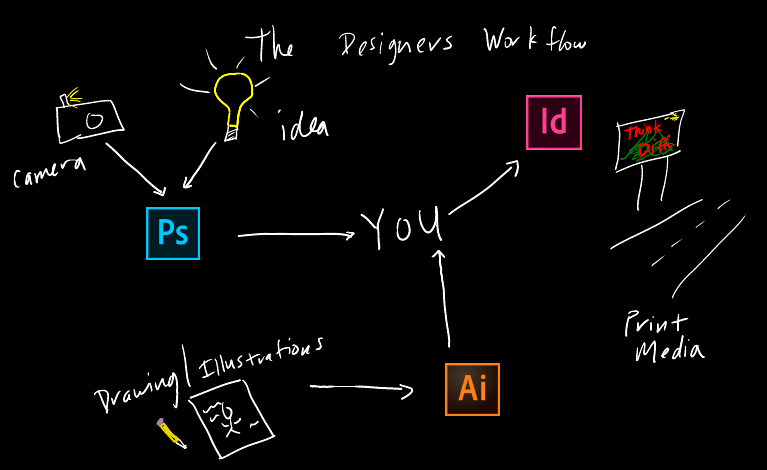 The Designers Workflow
idea
camera
Id
Think
Diff
Ps
YOU
Print
Media
Drawing/Illustrations
Ai